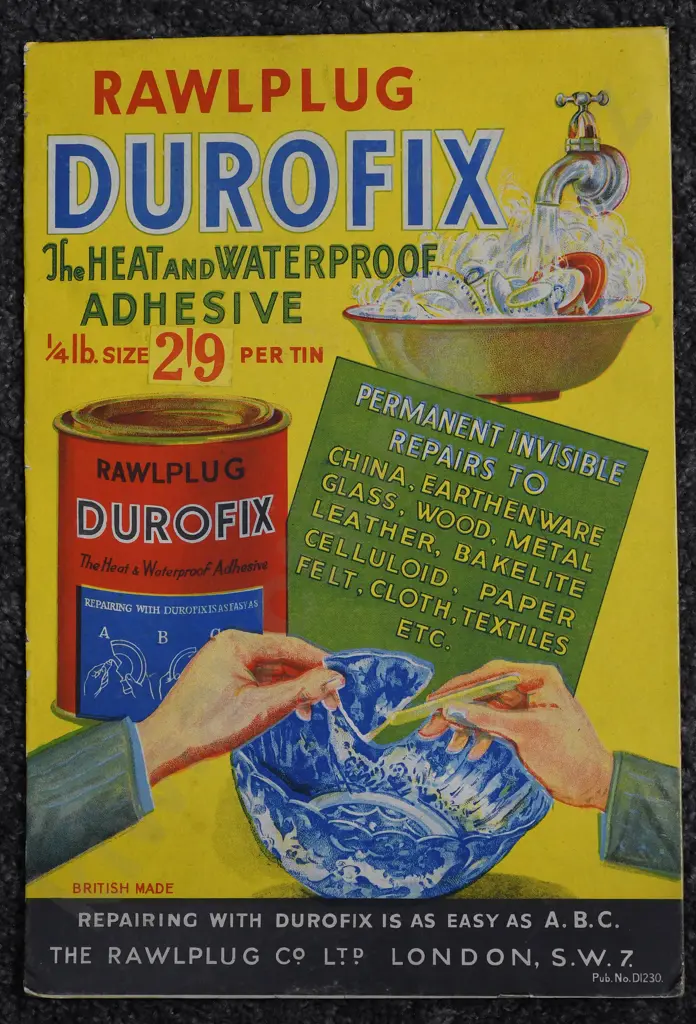 RAWLPLUG
DUROFIX
The HEAT AND WATERPROOF
ADHESIVE
1/4 lb. SIZE 2'9 PER TIN
PERMANENT INVISIBLE
REPAIRS TO
CHINA, EARTHENWARE
GLASS, WOOD, METAL
LEATHER, BAKELITE
CELLULOID, PAPER
FELT, CLOTH, TEXTILES
ETC.
RAWLPLUG
DUROFIX
The Heat & Waterproof Adhesive
REPAIRING WITH DUROFIX IS AS EASY AS
A B
BRITISH MADE
REPAIRING WITH DUROFIX IS AS EASY AS A.B.C.
THE RAWLPLUG Co LTD LONDON, S.W.7.
Pub. No. D1230.